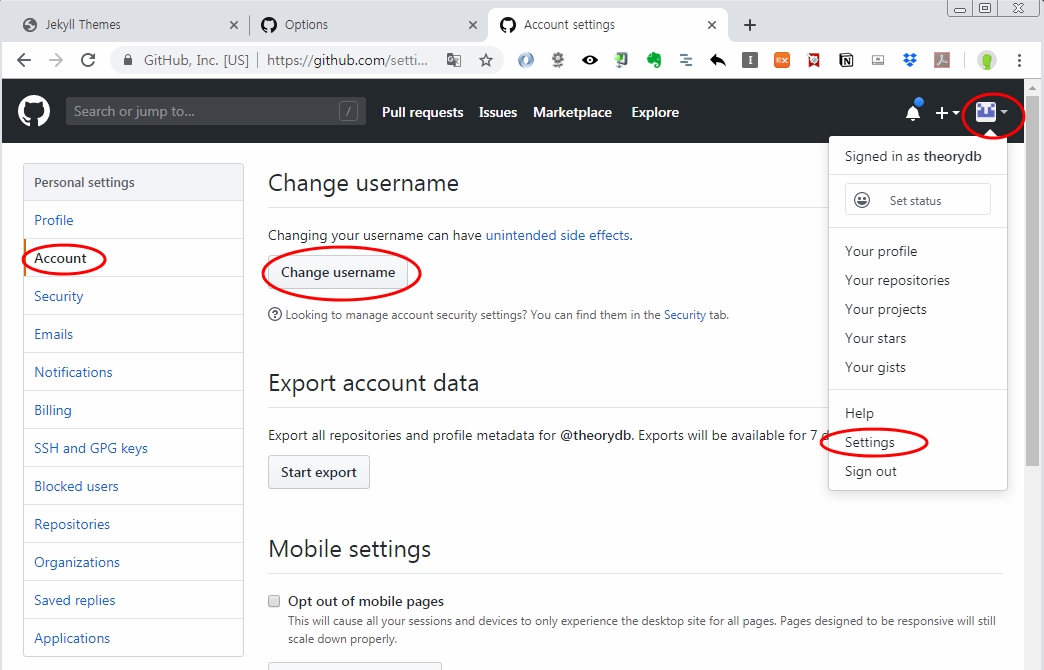 Jekyll Themes
Options
Account settings
GitHub, Inc. [US] | https://github.com/setti...
Search or jump to...
/
Pull requests
Issues
Marketplace
Explore
Signed in as theorydb
Set status
Your profile
Your repositories
Your projects
Your stars
Your gists
Help
Settings
Sign out
Personal settings
Profile
Account
Security
Emails
Notifications
Billing
SSH and GPG keys
Blocked users
Repositories
Organizations
Saved replies
Applications
Change username
Changing your username can have unintended side effects.
Change username
Looking to manage account security settings? You can find them in the Security tab.
Export account data
Export all repositories and profile metadata for @theorydb. Exports will be available for 7
Start export
Mobile settings
Opt out of mobile pages
This will cause all your sessions and devices to only experience the desktop site for all pages. Pages designed to be responsive will still
scale down properly.